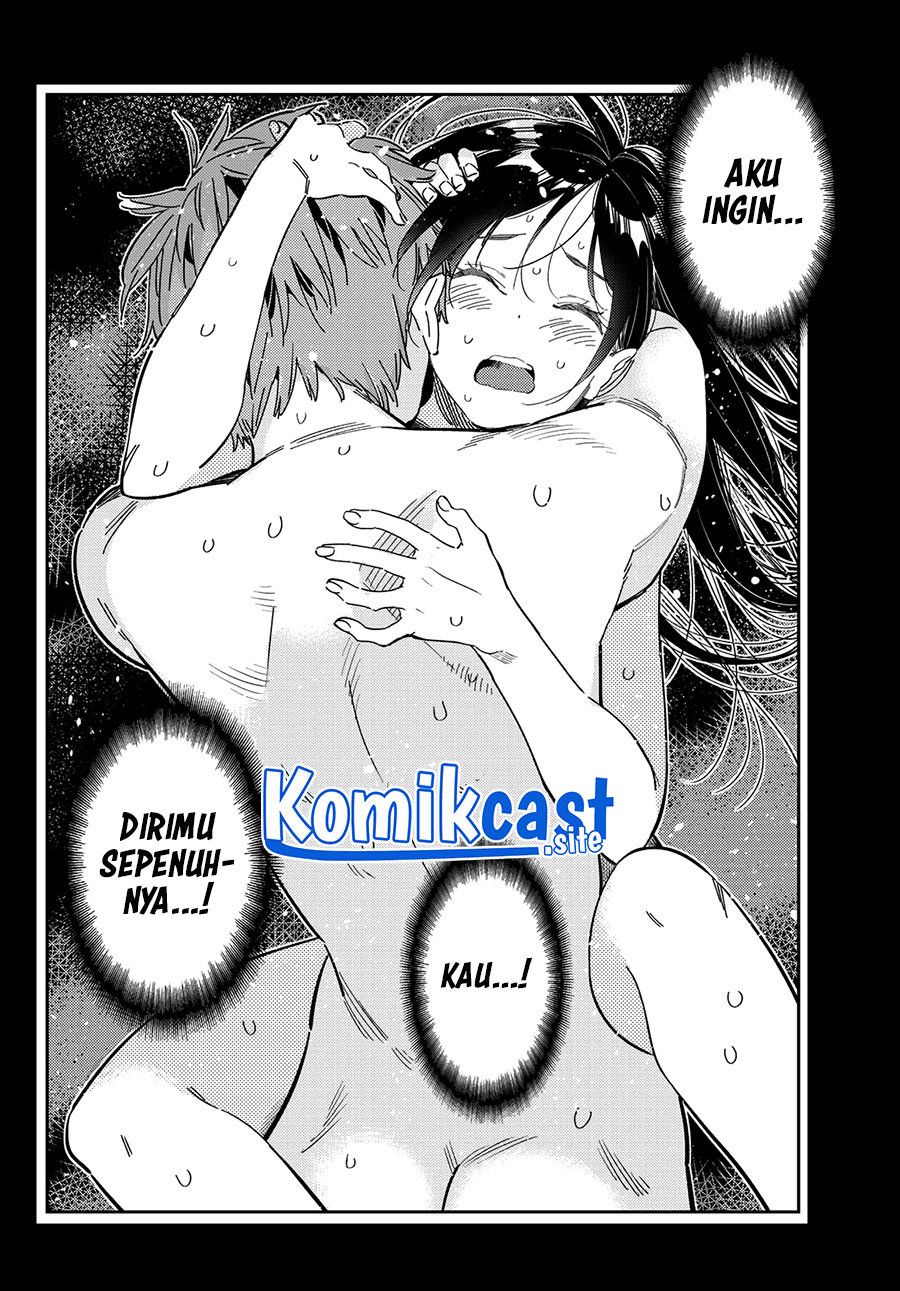 AKU
INGIN...
DIRIMU
SEPENUH-
NYA....!
KAU....!
Komikcast
.site